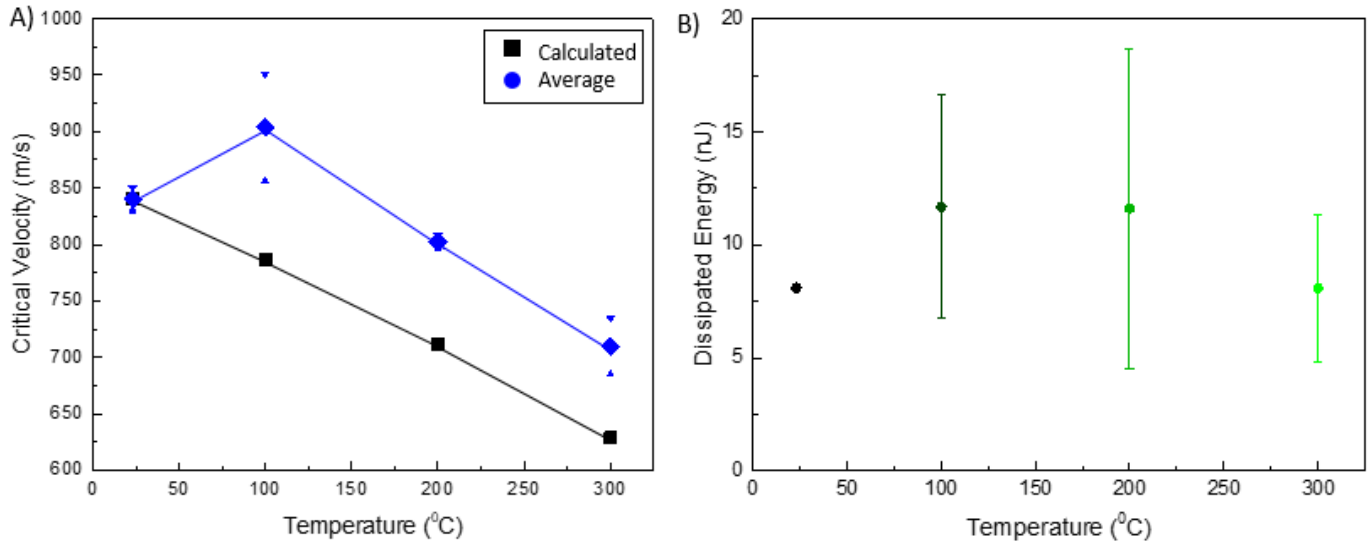 A)
Critical Velocity (m/s)
1000
950
900
850
800
750
700
650
600
Calculated
Average
0 50 100 150 200 250 300
Temperature (⁰C)
B)
Dissipated Energy (nJ)
20
15
10
5
0
0 50 100 150 200 250 300
Temperature (⁰C)